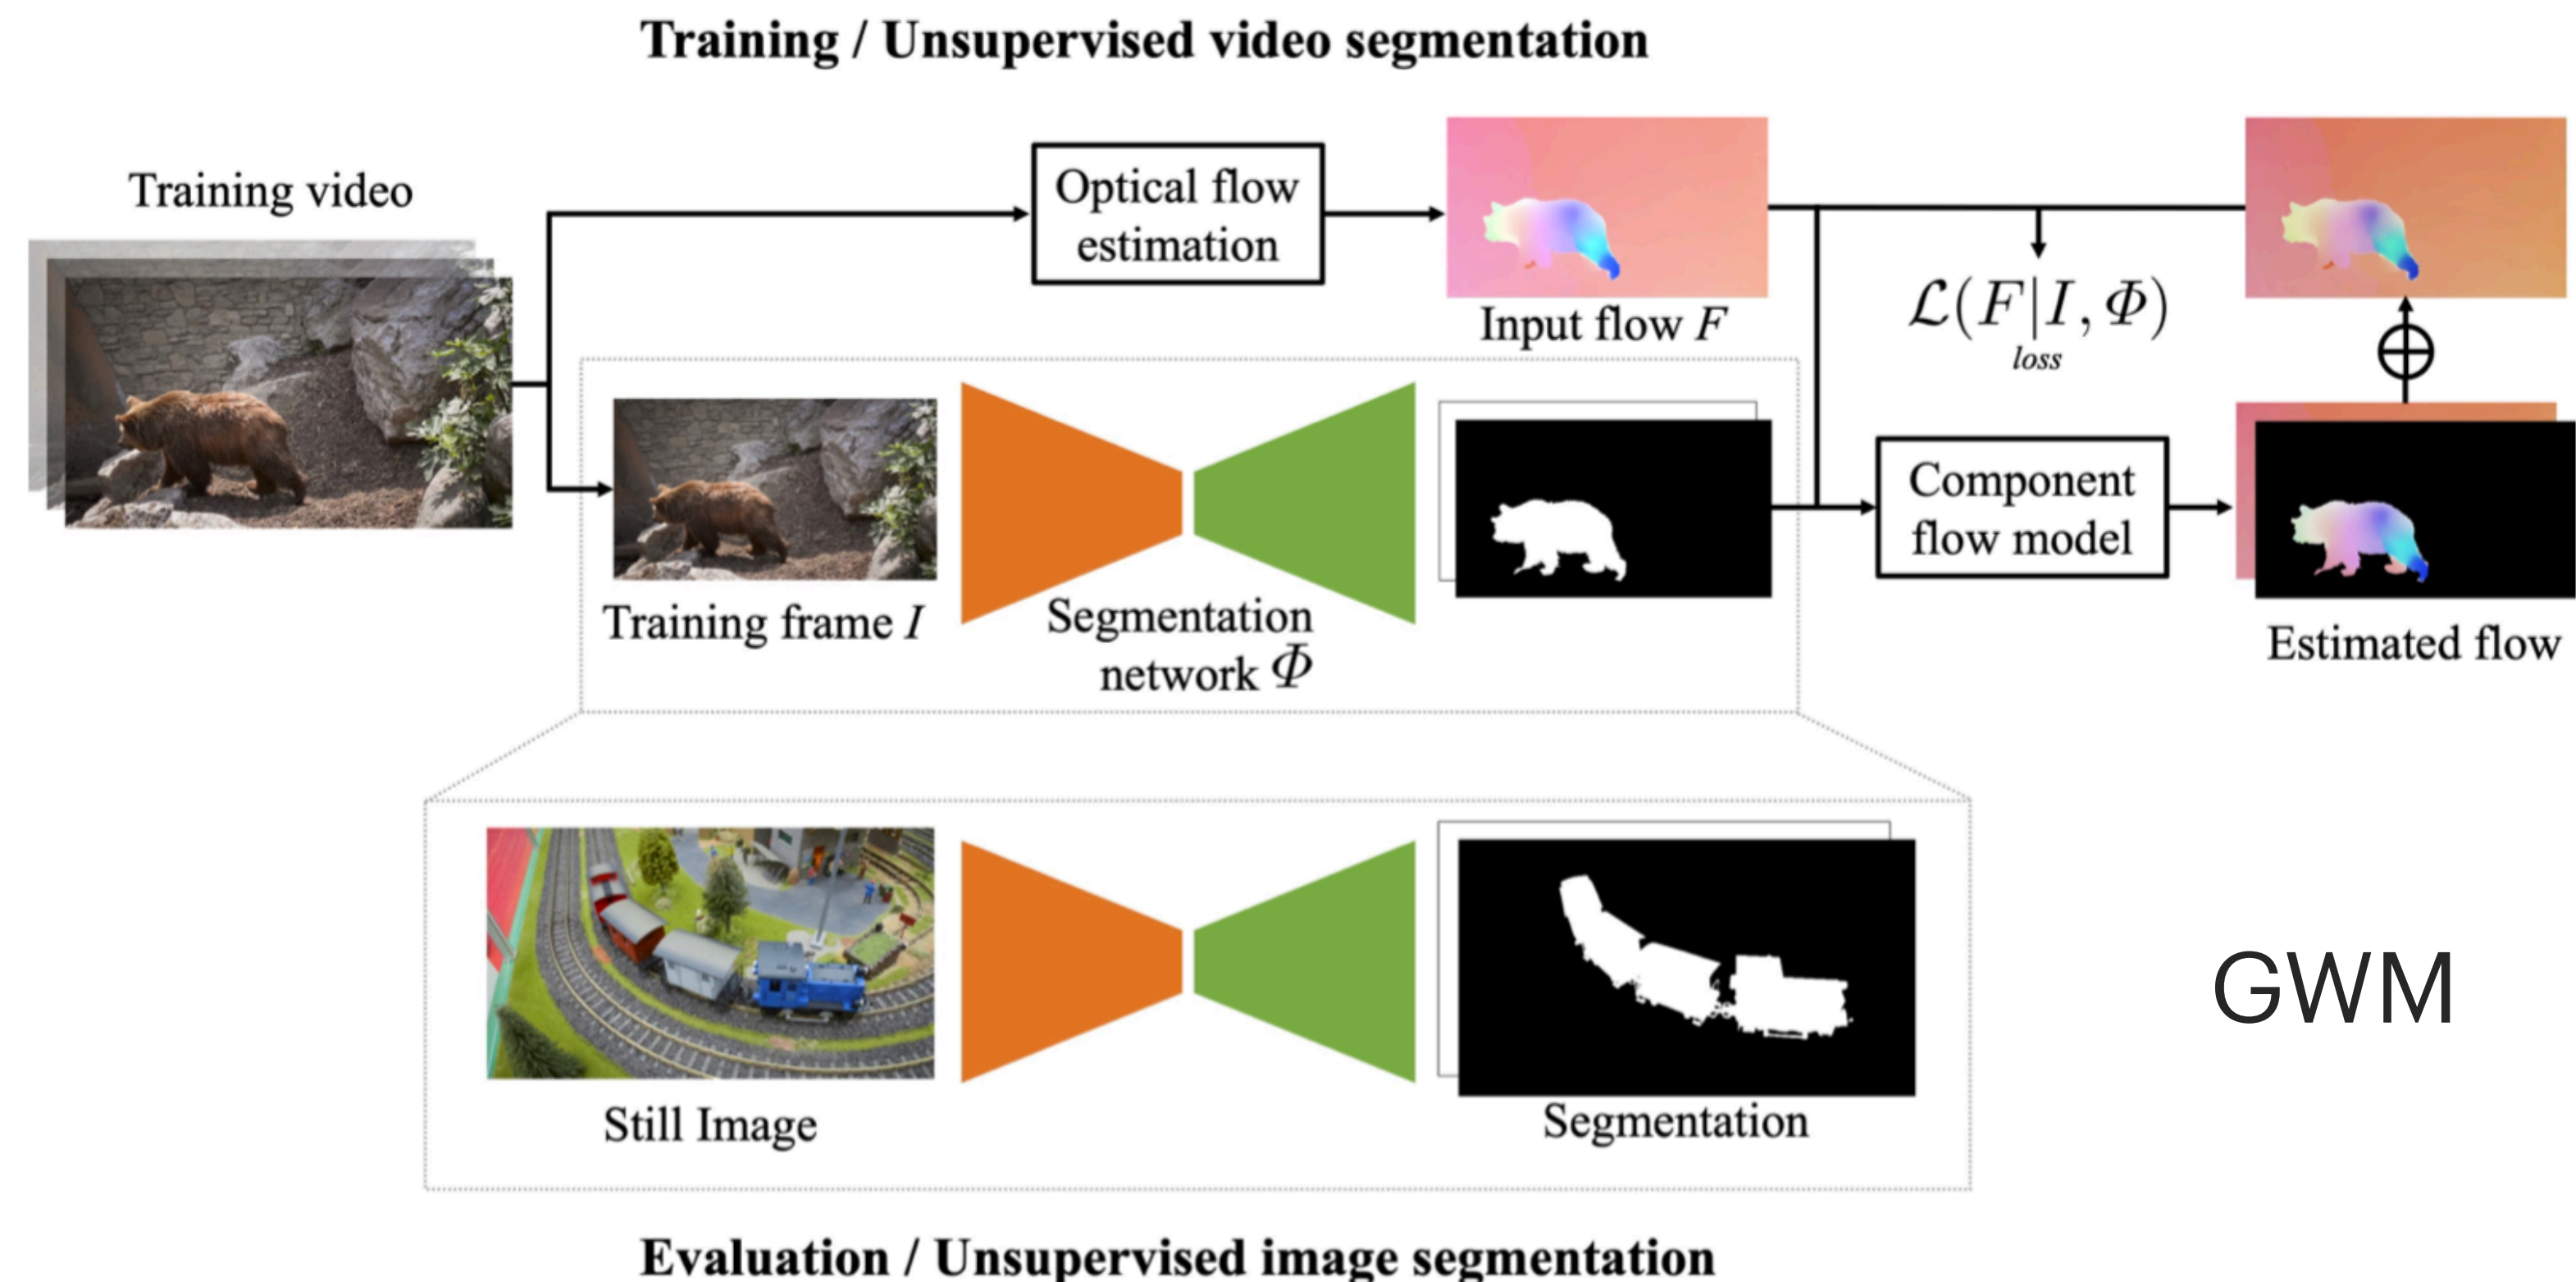 Training / Unsupervised video segmentation
Training video
Optical flow
estimation
Input flow F
ℒ(F|I, Φ)
loss
Training frame I
Segmentation
network Φ
Component
flow model
Estimated flow
Still Image
Segmentation
GWM
Evaluation / Unsupervised image segmentation